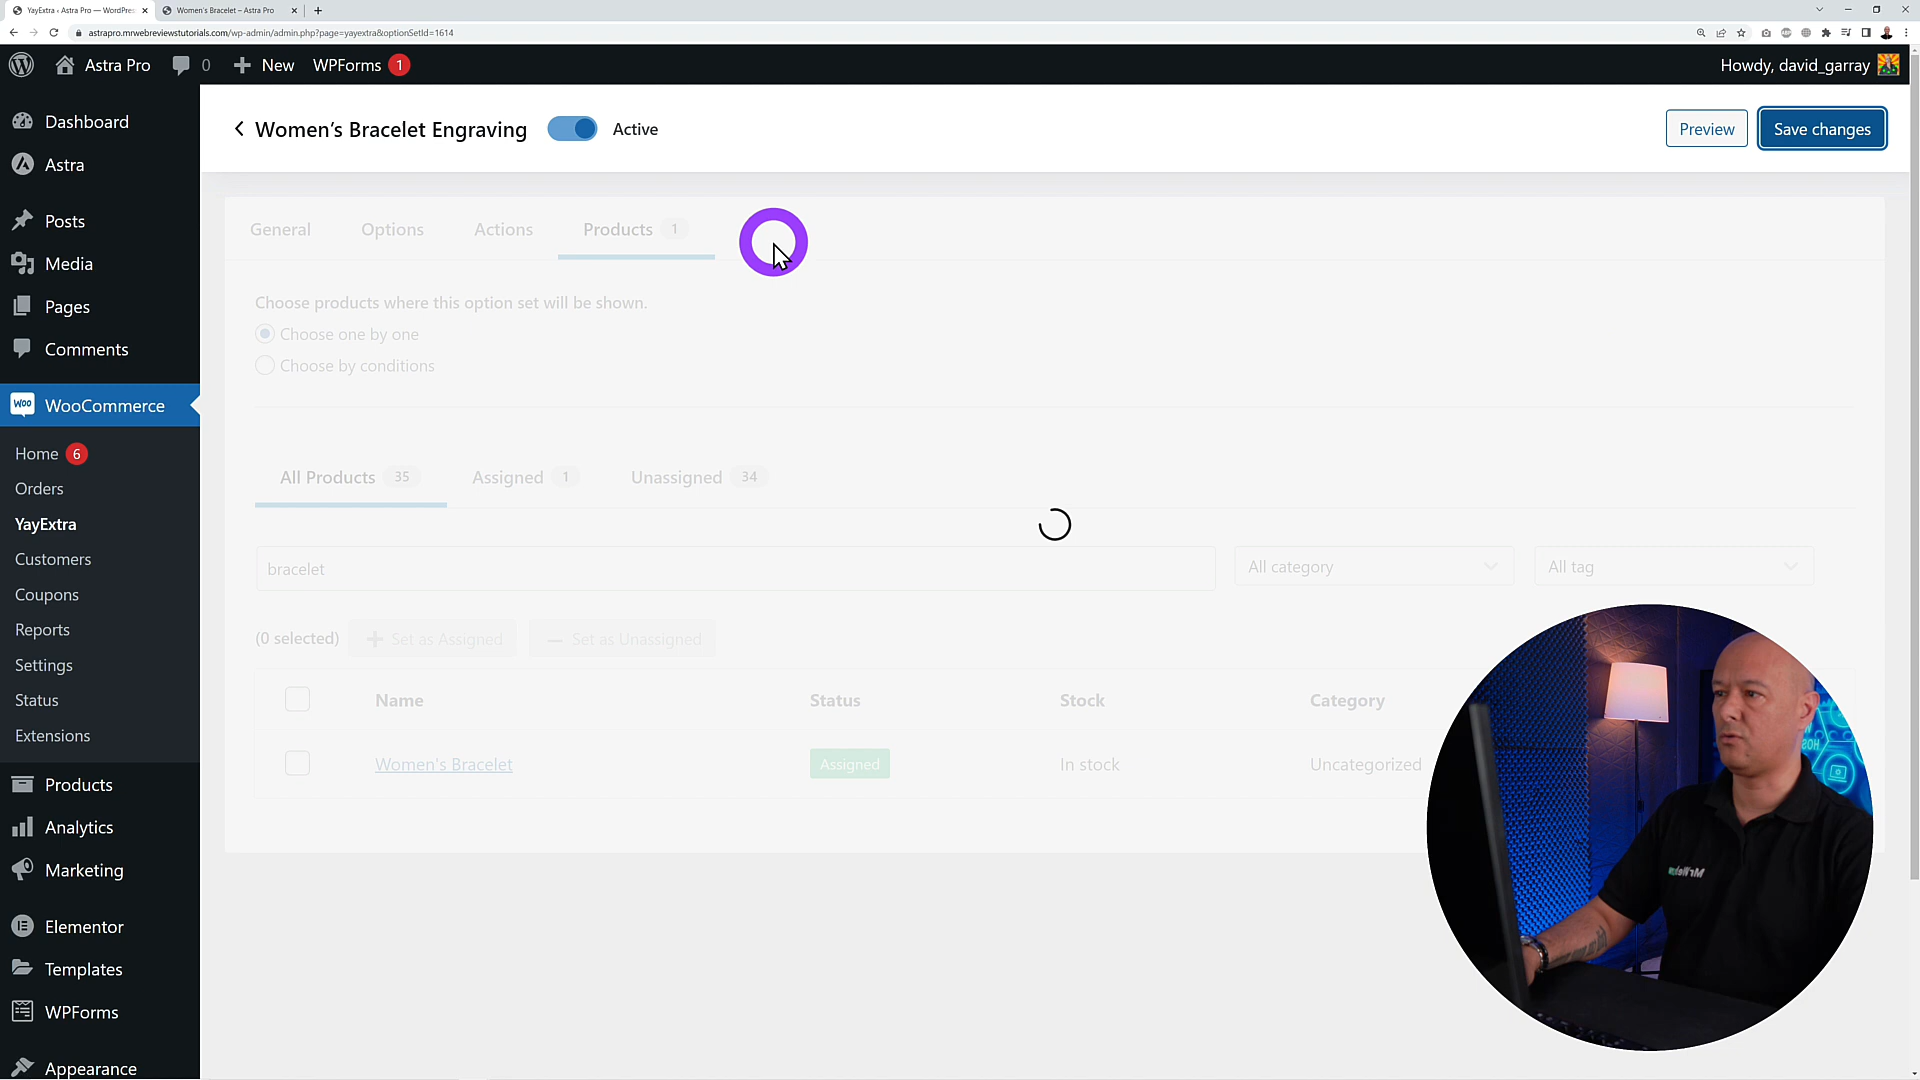 YayExtra ‹ Astra Pro — WordPres
Women's Bracelet – Astra Pro
astrapro.mrwebreviewstutorials.com/wp-admin/admin.php?page=yayextra&optionSetId=1614
Astra Pro
0
New
WPForms 1
Howdy, david_garray
Dashboard
Astra
Posts
Media
Pages
Comments
Woo WooCommerce
Home 6
Orders
YayExtra
Customers
Coupons
Reports
Settings
Status
Extensions
Products
Analytics
Marketing
Elementor
Templates
WPForms
Appearance
Women's Bracelet Engraving
Active
Preview
Save changes
General
Options
Actions
Products 1
Choose products where this option set will be shown.
Choose one by one
Choose by conditions
All Products 35
Assigned 1
Unassigned 34
bracelet
All category
All tag
(0 selected)
+ Set as Assigned
— Set as Unassigned
Name
Status
Stock
Category
Women's Bracelet
Assigned
In stock
Uncategorized